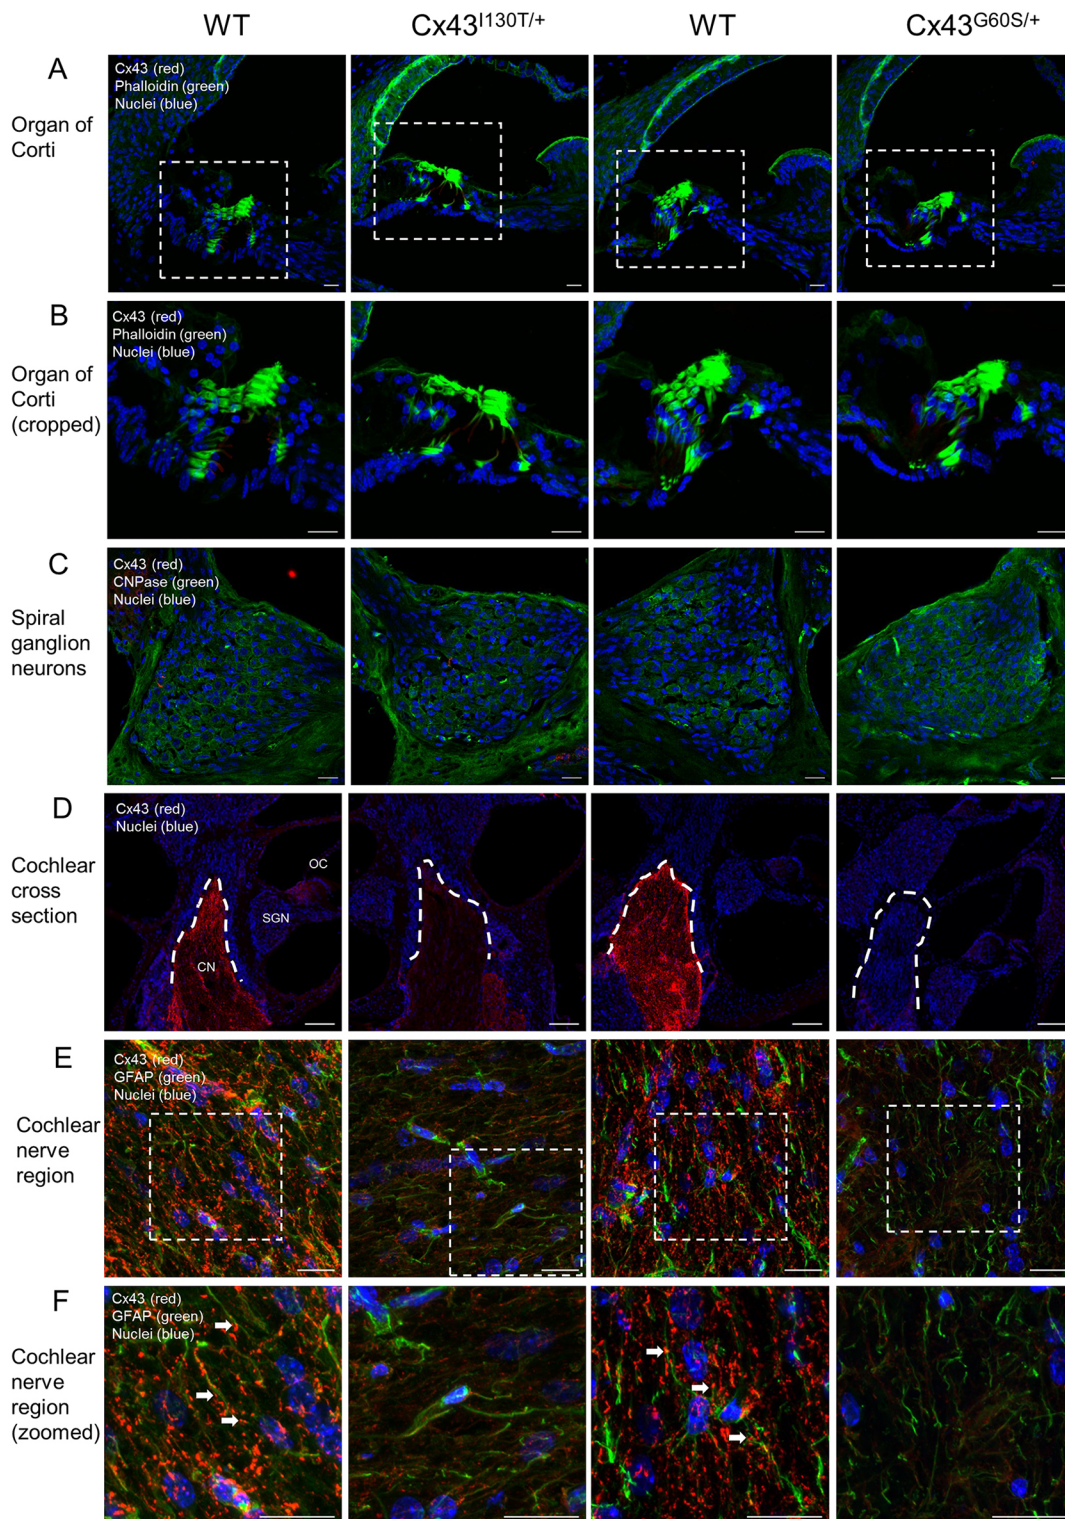 WT
Cx43I130T/+
WT
Cx43G60S/+
A
Organ of
Corti
Cx43 (red)
Phalloidin (green)
Nuclei (blue)
B
Organ of
Corti
(cropped)
Cx43 (red)
Phalloidin (green)
Nuclei (blue)
C
Spiral
ganglion
neurons
Cx43 (red)
CNPase (green)
Nuclei (blue)
D
Cochlear
cross
section
Cx43 (red)
Nuclei (blue)
OC
SGN
CN
E
Cochlear
nerve
region
Cx43 (red)
GFAP (green)
Nuclei (blue)
F
Cochlear
nerve
region
(zoomed)
Cx43 (red)
GFAP (green)
Nuclei (blue)